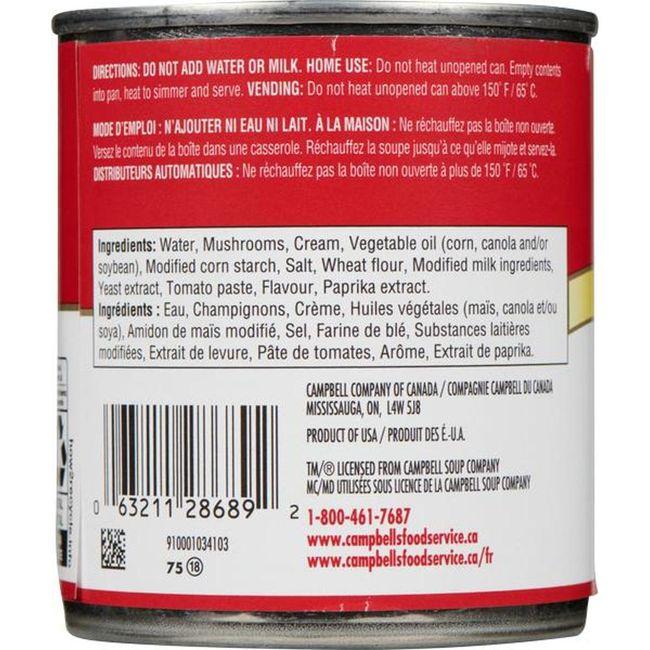 DIRECTIONS: DO NOT ADD WATER OR MILK. HOME USE: Do not heat unopened can. Empty contents
into pan, heat to simmer and serve. VENDING: Do not heat unopened can above 150˚F / 65˚C.
MODE D'EMPLOI : N'AJOUTER NI EAU NI LAIT. À LA MAISON : Ne réchauffez pas la boîte non ouverte.
Versez le contenu de la boîte dans une casserole. Réchauffez la soupe jusqu'à ce qu'elle mijote et servez-la.
DISTRIBUTEURS AUTOMATIQUES : Ne réchauffez pas la boîte non ouverte à plus de 150˚F / 65˚C.
Ingredients: Water, Mushrooms, Cream, Vegetable oil (corn, canola and/or
soybean), Modified corn starch, Salt, Wheat flour, Modified milk ingredients,
Yeast extract, Tomato paste, Flavour, Paprika extract.
Ingrédients : Eau, Champignons, Crème, Huiles végétales (maïs, canola et/ou
soya), Amidon de maïs modifié, Sel, Farine de blé, Substances laitières
modifiées, Extrait de levure, Pâte de tomates, Arôme, Extrait de paprika.
CAMPBELL COMPANY OF CANADA / COMPAGNIE CAMPBELL DU CANADA
MISSISSAUGA, ON, L4W 5J8
PRODUCT OF USA / PRODUIT DES É.-U.A.
TM/® LICENSED FROM CAMPBELL SOUP COMPANY
MC/MD UTILISÉES SOUS LICENCE DE LA CAMPBELL SOUP COMPANY
1-800-461-7687
www.campbellsfoodservice.ca
www.campbellsfoodservice.ca/fr
0 63211 28689 2
910001034103
75 18
how2recycle.info